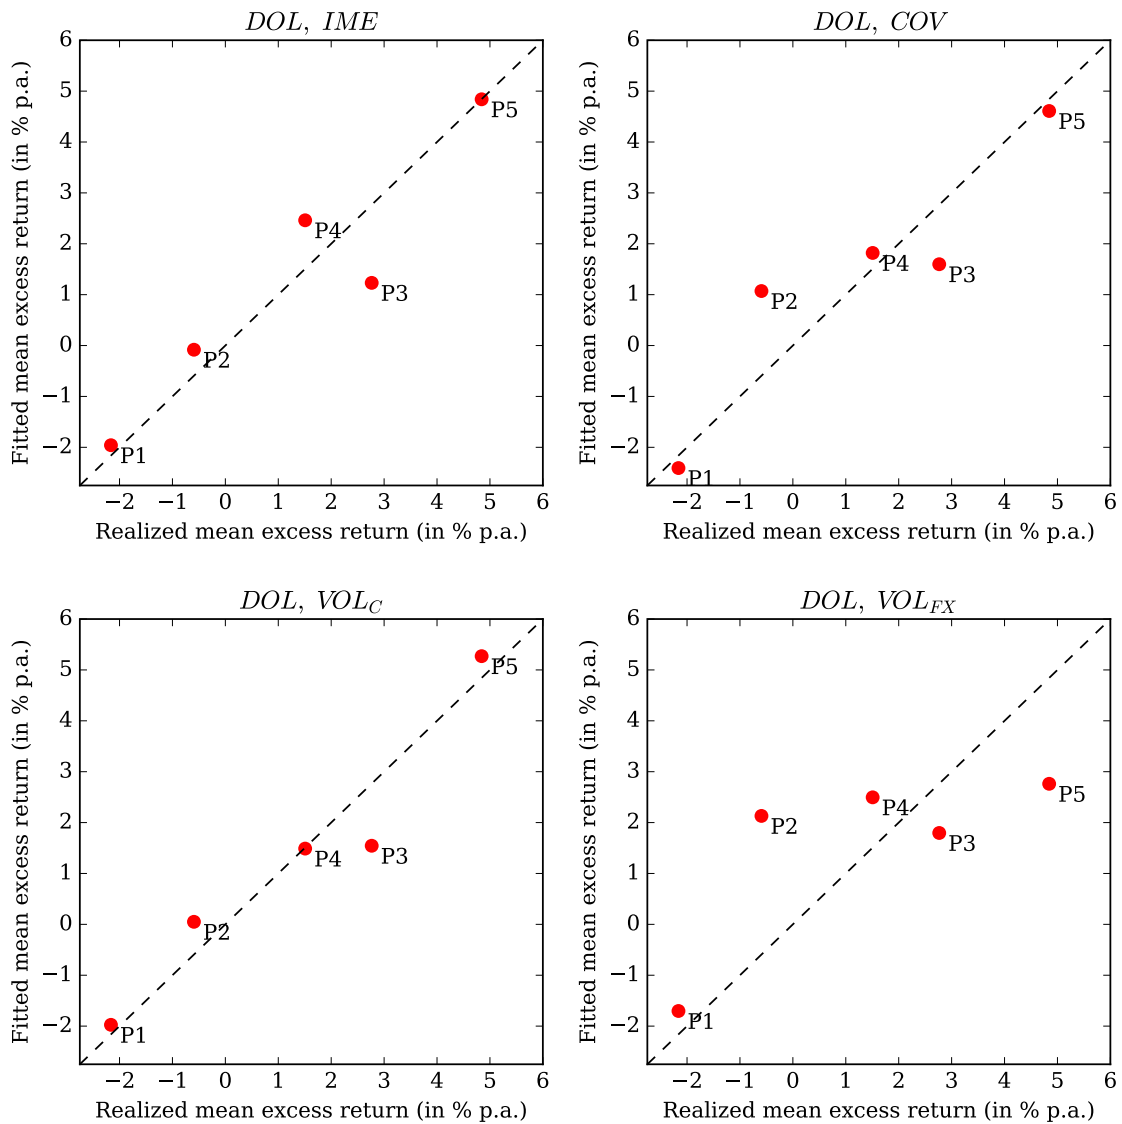 DOL, IME
Fitted mean excess return (in % p.a.)
6
5
4
3
2
1
0
−1
−2
P5
P4
P3
P2
P1
−2 −1 0 1 2 3 4 5 6
Realized mean excess return (in % p.a.)
DOL, COV
Fitted mean excess return (in % p.a.)
6
5
4
3
2
1
0
−1
−2
P5
P4
P3
P2
P1
−2 −1 0 1 2 3 4 5 6
Realized mean excess return (in % p.a.)
DOL, VOL_C
Fitted mean excess return (in % p.a.)
6
5
4
3
2
1
0
−1
−2
P5
P4
P3
P2
P1
−2 −1 0 1 2 3 4 5 6
Realized mean excess return (in % p.a.)
DOL, VOL_FX
Fitted mean excess return (in % p.a.)
6
5
4
3
2
1
0
−1
−2
P5
P4
P2
P3
P1
−2 −1 0 1 2 3 4 5 6
Realized mean excess return (in % p.a.)